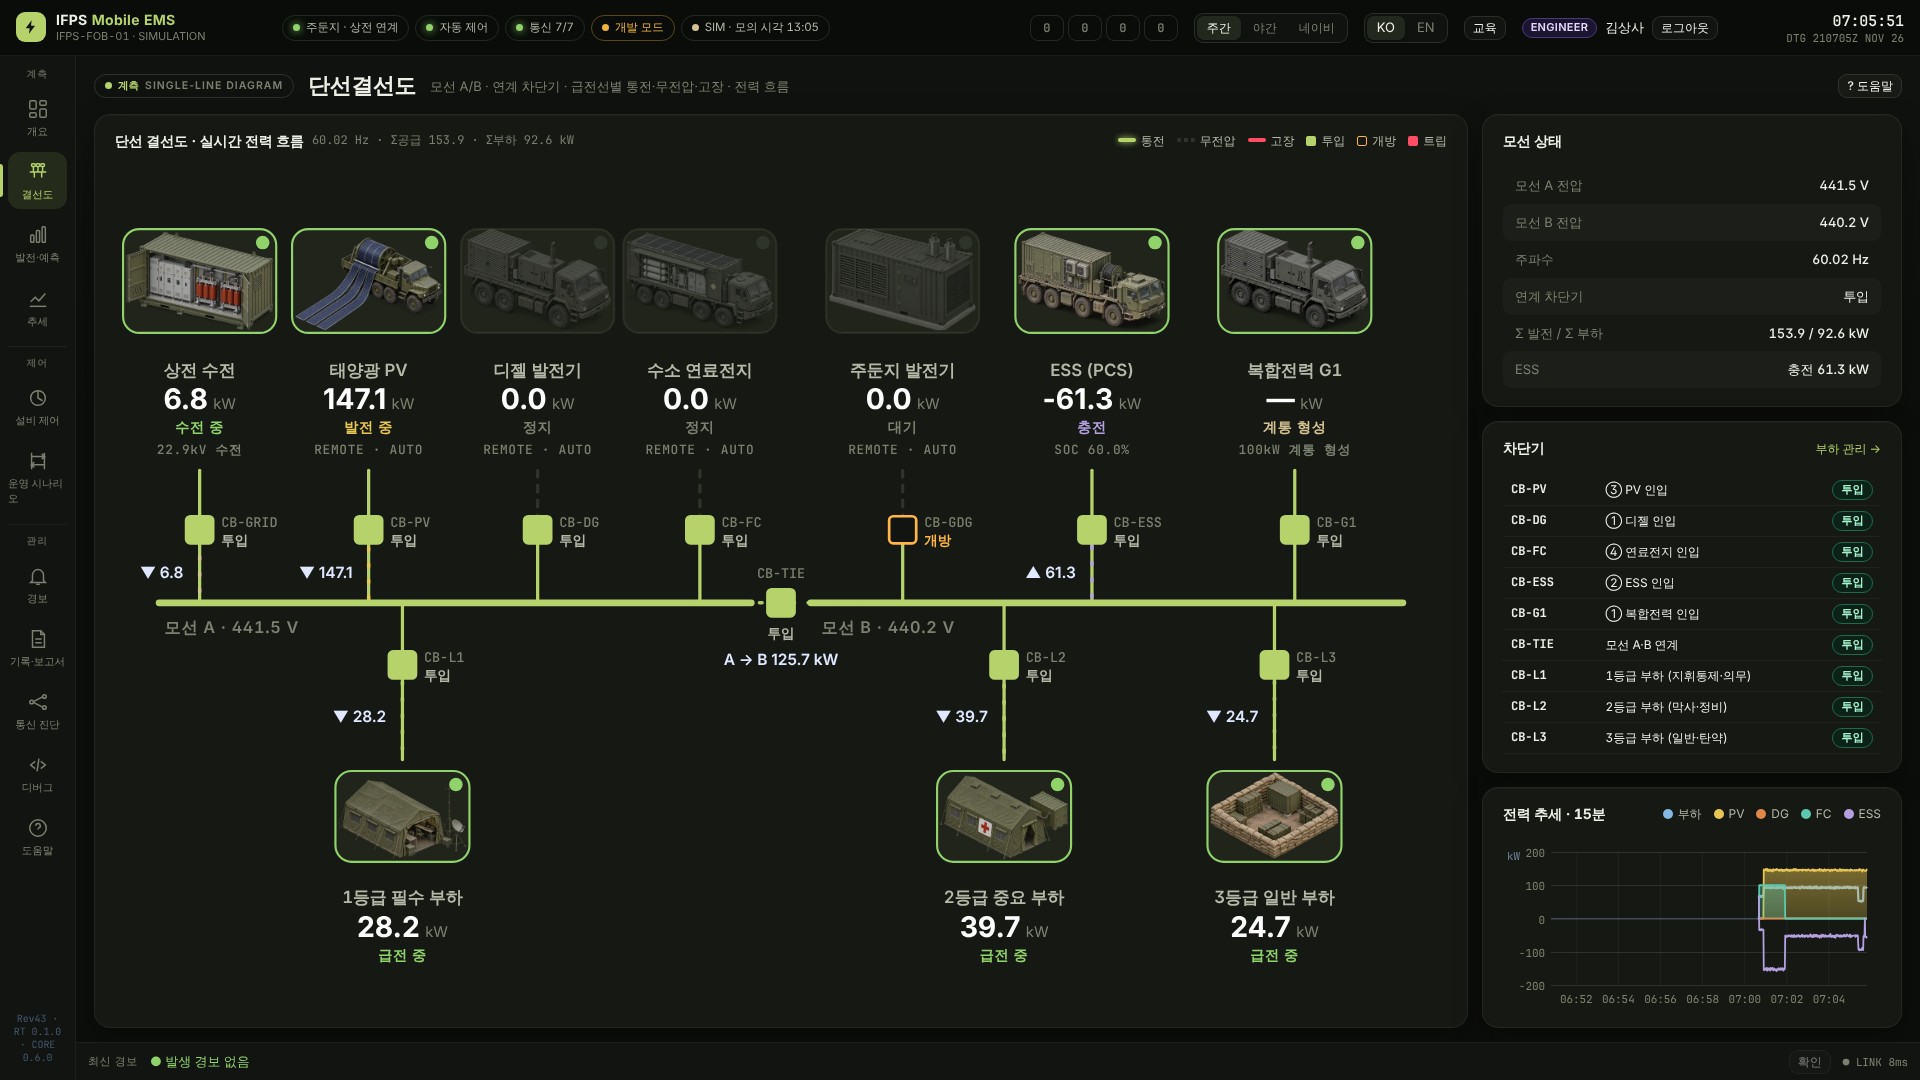 IFPS Mobile EMS
IFPS-FOB-01 · SIMULATION
주둔지 · 상전 연계
자동 제어
통신 7/7
개발 모드
SIM · 모의 시각 13:05
0 0 0 0
주간 야간 네이비
KO EN
교육
ENGINEER 김상사 로그아웃
07:05:51
DTG 210705Z NOV 26
계측
개요
결선도
발전·예측
추세
제어
설비 제어
운영 시나리오
관리
경보
기록·보고서
통신 진단
디버그
도움말
Rev43 ·
RT 0.1.0
· CORE
0.6.0
계측 SINGLE-LINE DIAGRAM
단선결선도
모선 A/B · 연계 차단기 · 급전선별 통전·무전압·고장 · 전력 흐름
? 도움말
단선 결선도 · 실시간 전력 흐름 60.02 Hz · Σ공급 153.9 · Σ부하 92.6 kW
통전 무전압 고장 투입 개방 트립
상전 수전
6.8 kW
수전 중
22.9kV 수전
태양광 PV
147.1 kW
발전 중
REMOTE · AUTO
디젤 발전기
0.0 kW
정지
REMOTE · AUTO
수소 연료전지
0.0 kW
정지
REMOTE · AUTO
주둔지 발전기
0.0 kW
대기
REMOTE · AUTO
ESS (PCS)
-61.3 kW
충전
SOC 60.0%
복합전력 G1
— kW
계통 형성
100kW 계통 형성
CB-GRID
투입
CB-PV
투입
CB-DG
투입
CB-FC
투입
CB-GDG
개방
CB-ESS
투입
CB-G1
투입
▼ 6.8
▼ 147.1
▲ 61.3
CB-TIE
투입
A → B 125.7 kW
모선 A · 441.5 V
모선 B · 440.2 V
CB-L1
투입
CB-L2
투입
CB-L3
투입
▼ 28.2
▼ 39.7
▼ 24.7
1등급 필수 부하
28.2 kW
급전 중
2등급 중요 부하
39.7 kW
급전 중
3등급 일반 부하
24.7 kW
급전 중
모선 상태
모선 A 전압 441.5 V
모선 B 전압 440.2 V
주파수 60.02 Hz
연계 차단기 투입
Σ 발전 / Σ 부하 153.9 / 92.6 kW
ESS 충전 61.3 kW
차단기 부하 관리 →
CB-PV ③ PV 인입 투입
CB-DG ① 디젤 인입 투입
CB-FC ④ 연료전지 인입 투입
CB-ESS ② ESS 인입 투입
CB-G1 ① 복합전력 인입 투입
CB-TIE 모선 A·B 연계 투입
CB-L1 1등급 부하 (지휘통제·의무) 투입
CB-L2 2등급 부하 (막사·정비) 투입
CB-L3 3등급 부하 (일반·탄약) 투입
전력 추세 · 15분
부하 PV DG FC ESS
kW
200
100
0
-100
-200
06:52 06:54 06:56 06:58 07:00 07:02 07:04
최신 경보 발생 경보 없음
확인
LINK 8ms